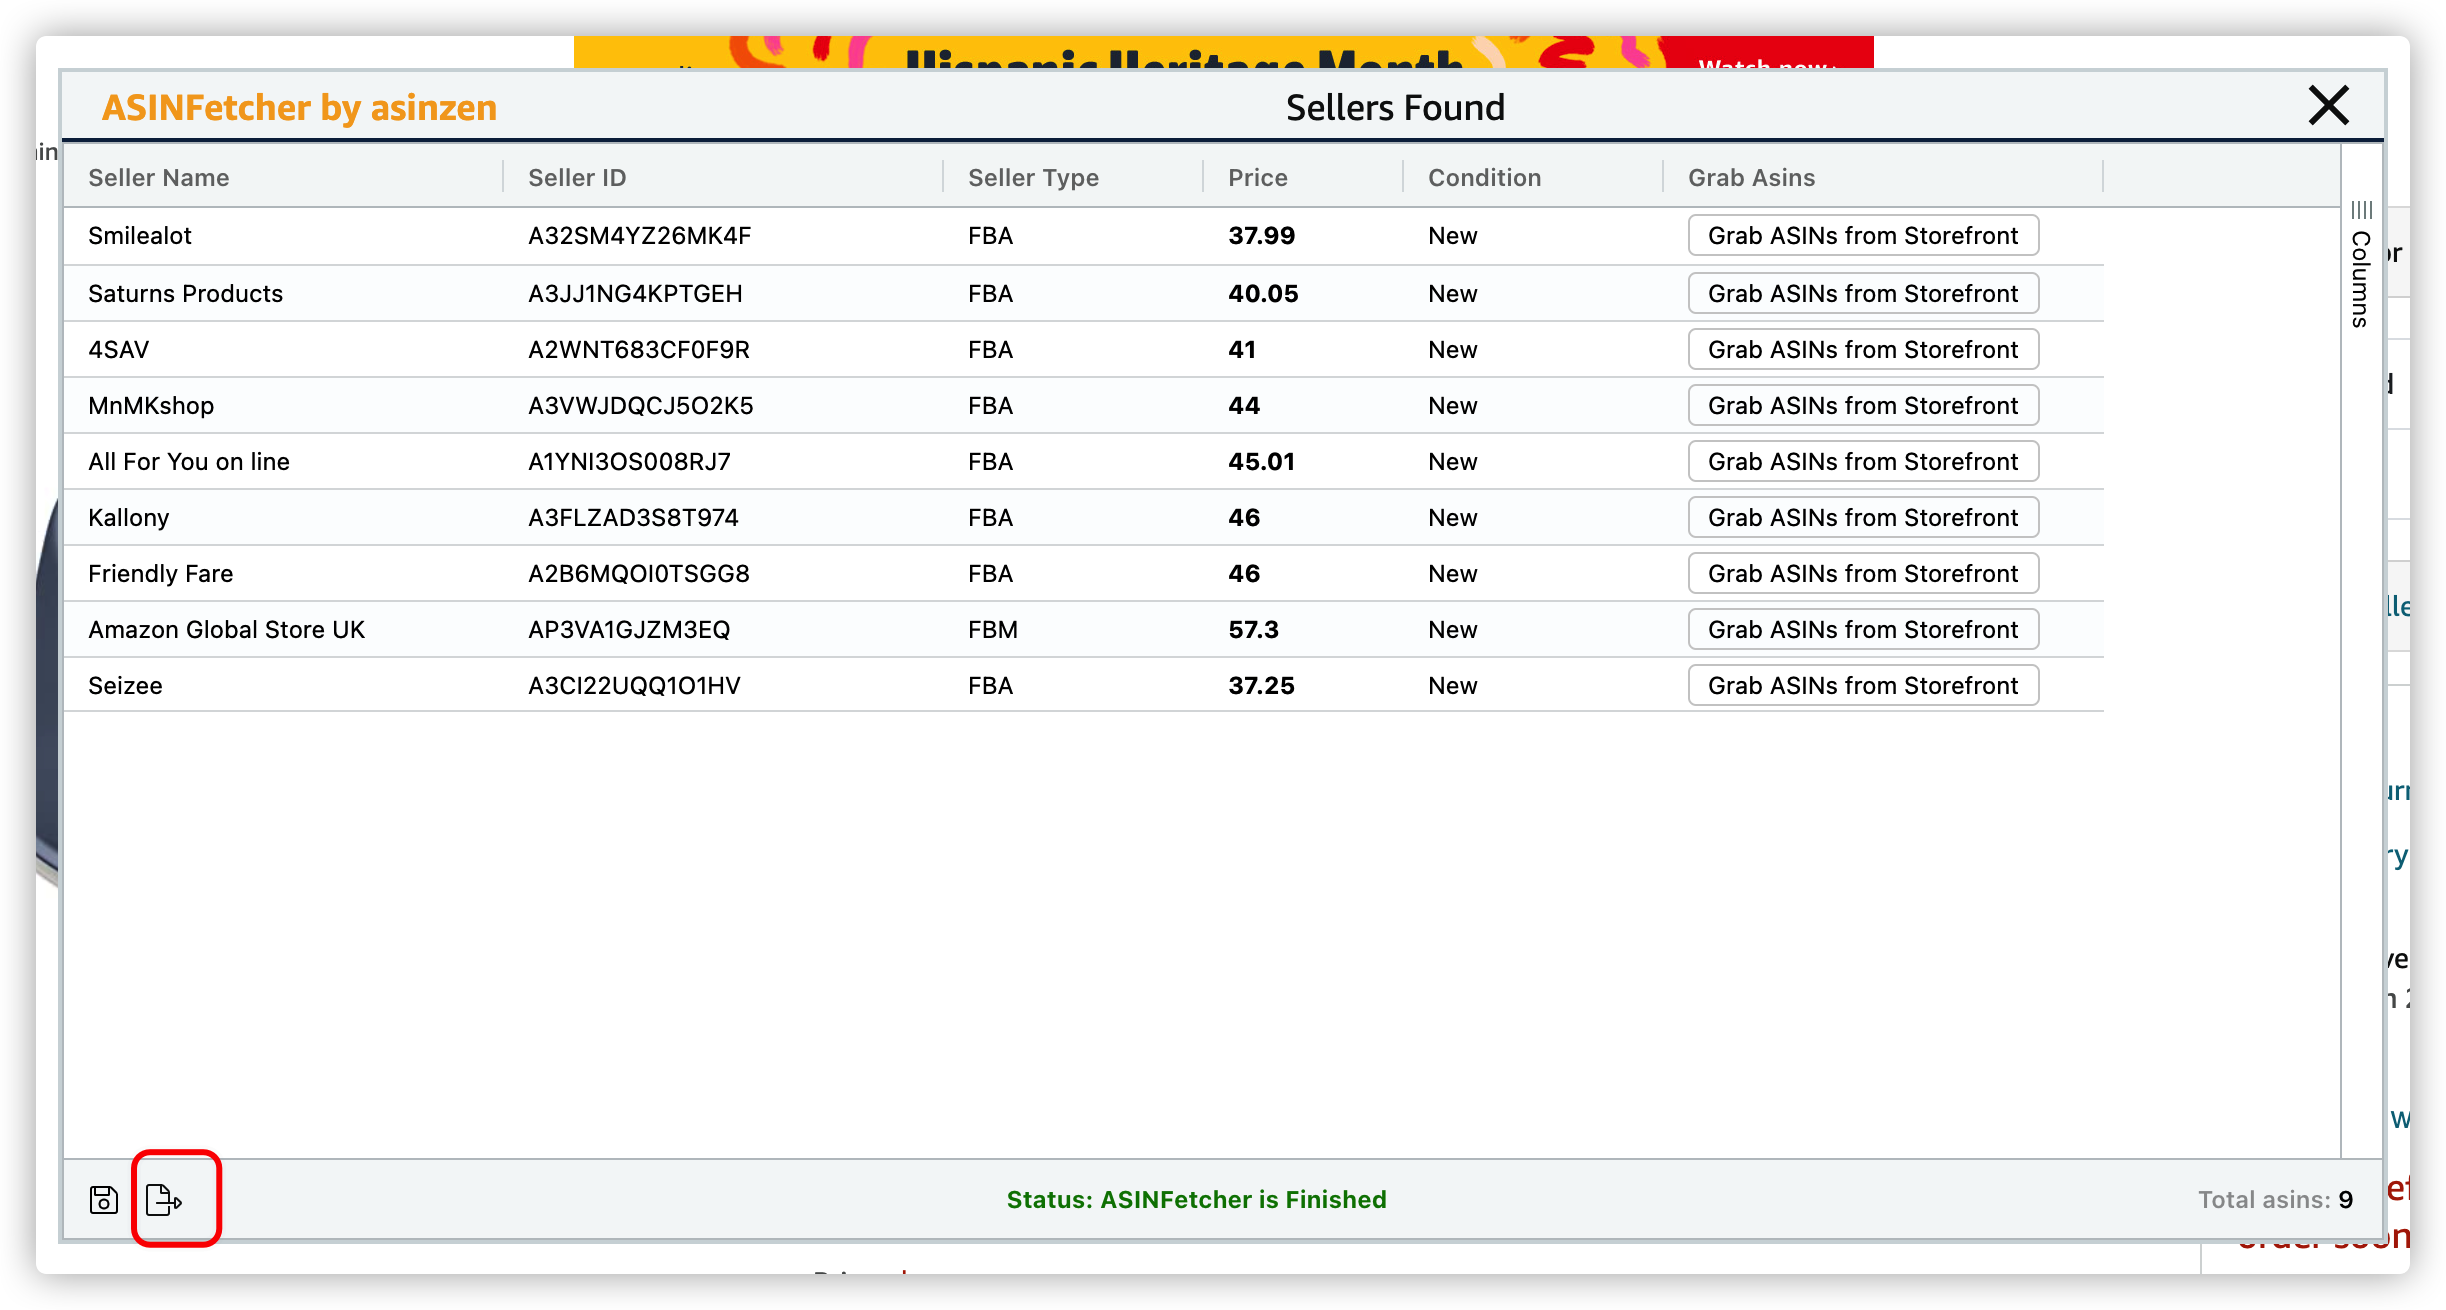 Hispanic Heritage Month
Watch now ›
ASINFetcher by asinzen
Sellers Found
Seller Name Seller ID Seller Type Price Condition Grab Asins
Smilealot A32SM4YZ26MK4F FBA 37.99 New Grab ASINs from Storefront
Saturns Products A3JJ1NG4KPTGEH FBA 40.05 New Grab ASINs from Storefront
4SAV A2WNT683CF0F9R FBA 41 New Grab ASINs from Storefront
MnMKshop A3VWJDQCJ5O2K5 FBA 44 New Grab ASINs from Storefront
All For You on line A1YNI3OS008RJ7 FBA 45.01 New Grab ASINs from Storefront
Kallony A3FLZAD3S8T974 FBA 46 New Grab ASINs from Storefront
Friendly Fare A2B6MQOI0TSGG8 FBA 46 New Grab ASINs from Storefront
Amazon Global Store UK AP3VA1GJZM3EQ FBM 57.3 New Grab ASINs from Storefront
Seizee A3CI22UQQ1O1HV FBA 37.25 New Grab ASINs from Storefront
Columns
Status: ASINFetcher is Finished
Total asins: 9
order soon